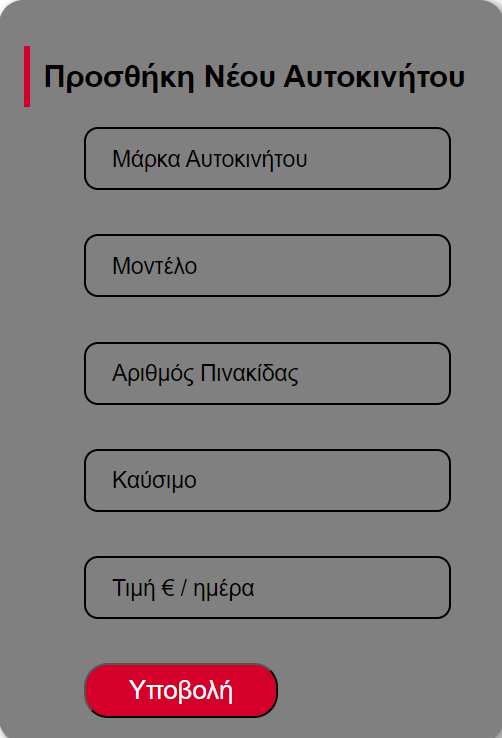 Προσθήκη Νέου Αυτοκινήτου
Μάρκα Αυτοκινήτου
Μοντέλο
Αριθμός Πινακίδας
Καύσιμο
Τιμή € / ημέρα
Υποβολή